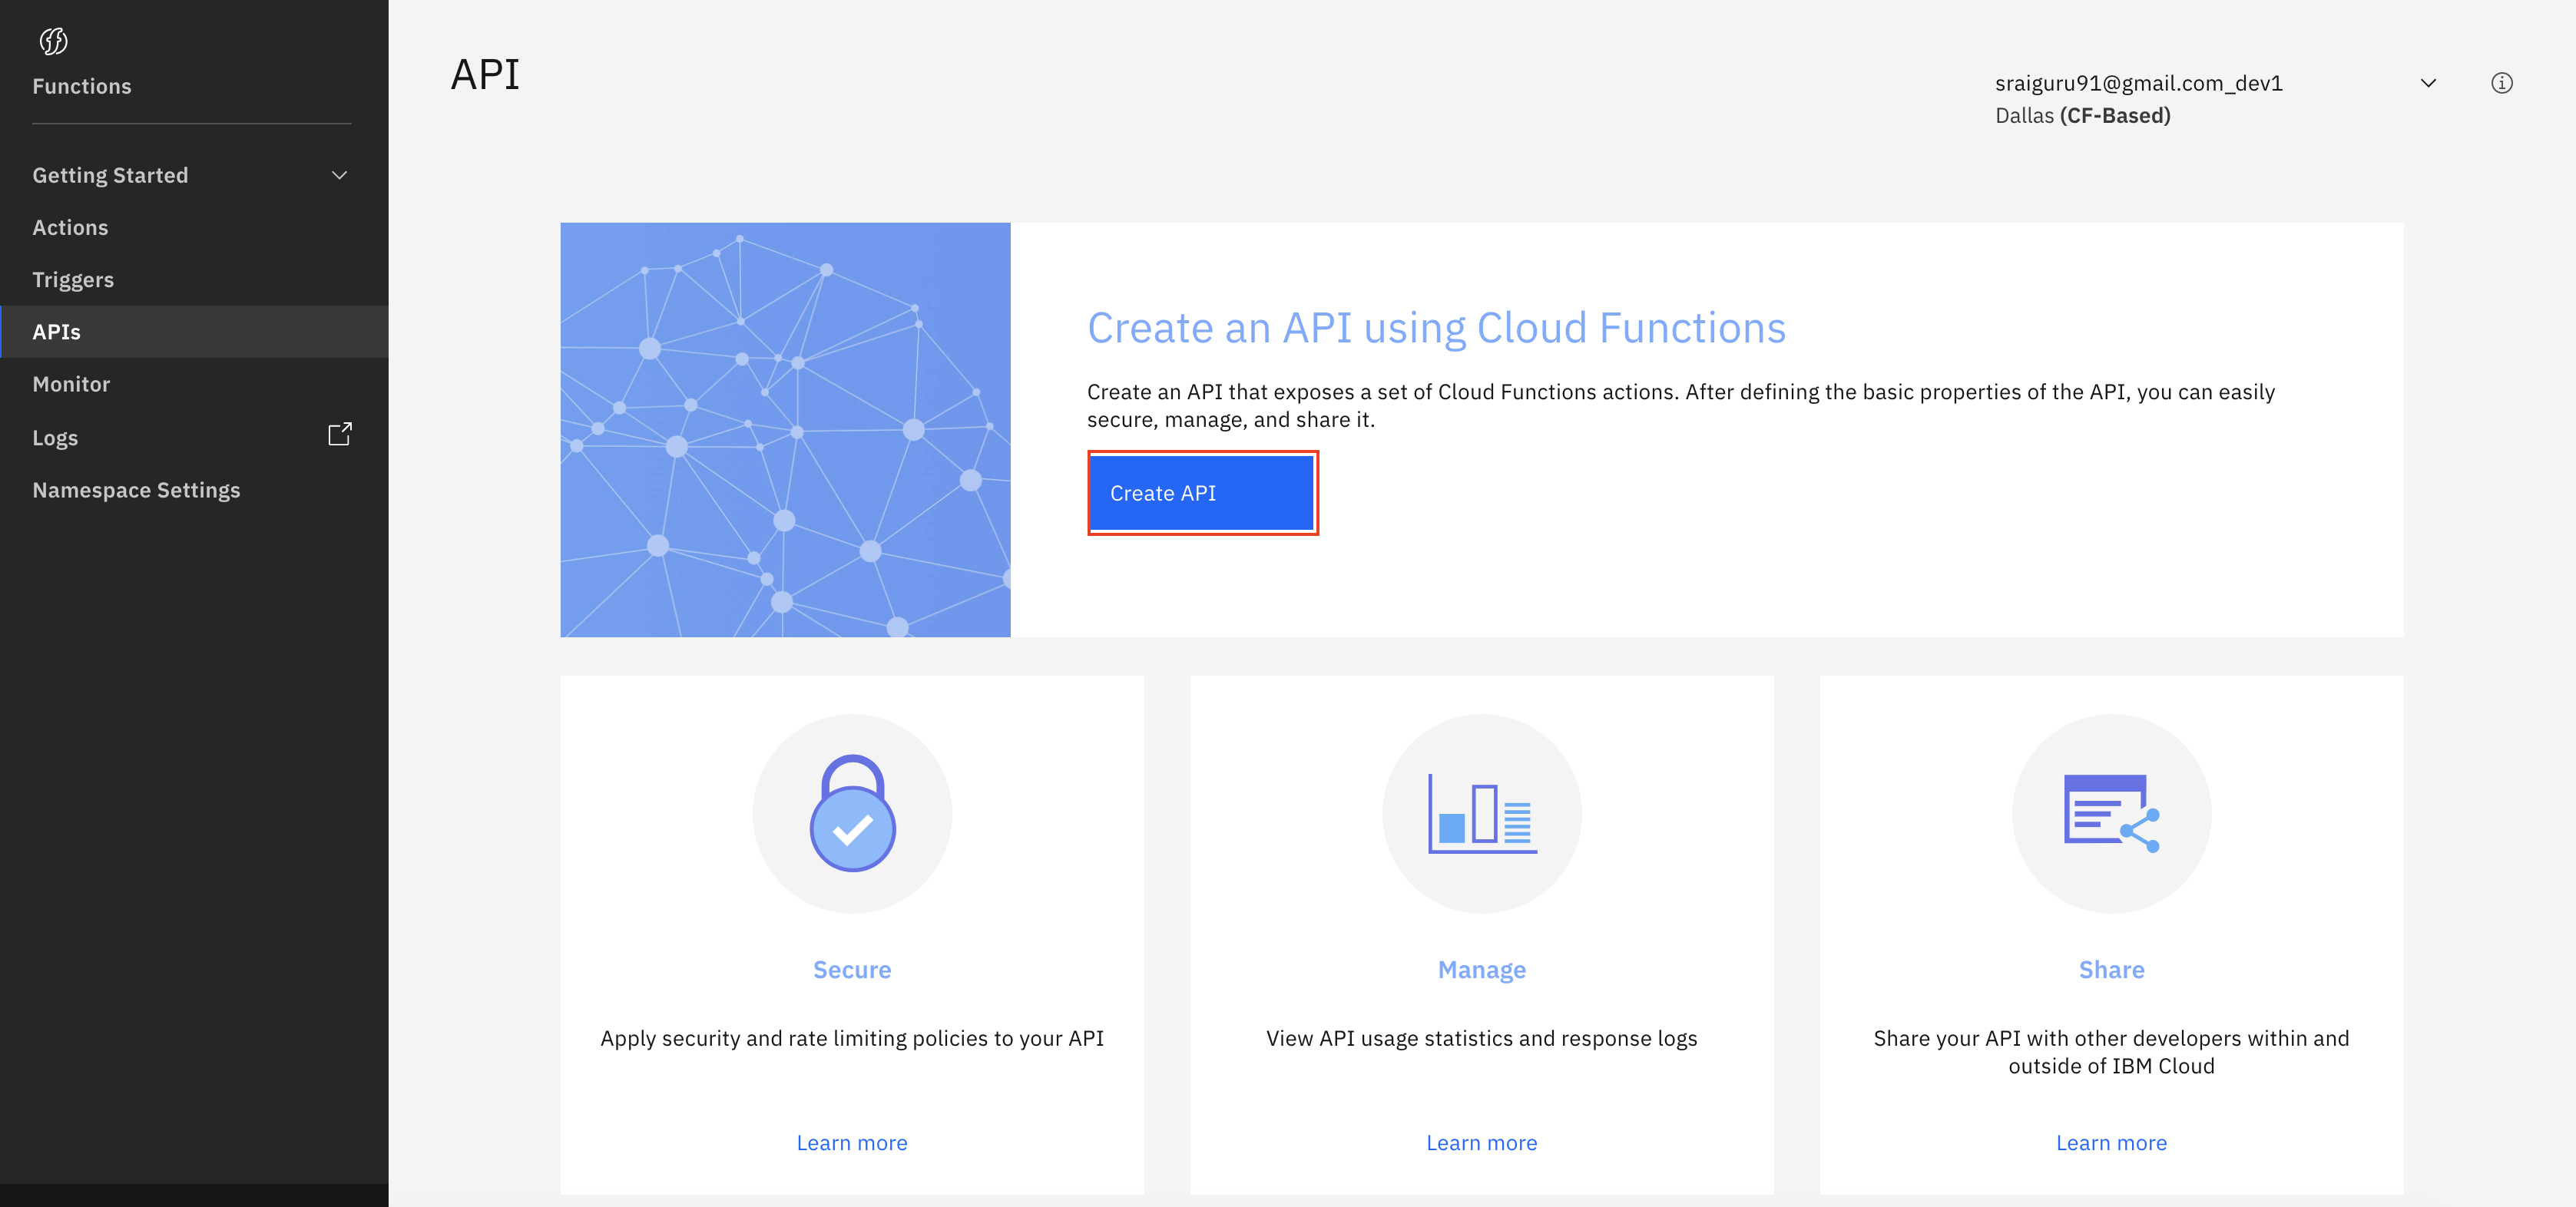 Functions
Getting Started
Actions
Triggers
APIs
Monitor
Logs
Namespace Settings
API
sraiguru91@gmail.com_dev1
Dallas (CF-Based)
Create an API using Cloud Functions
Create an API that exposes a set of Cloud Functions actions. After defining the basic properties of the API, you can easily
secure, manage, and share it.
Create API
Secure
Apply security and rate limiting policies to your API
Learn more
Manage
View API usage statistics and response logs
Learn more
Share
Share your API with other developers within and
outside of IBM Cloud
Learn more